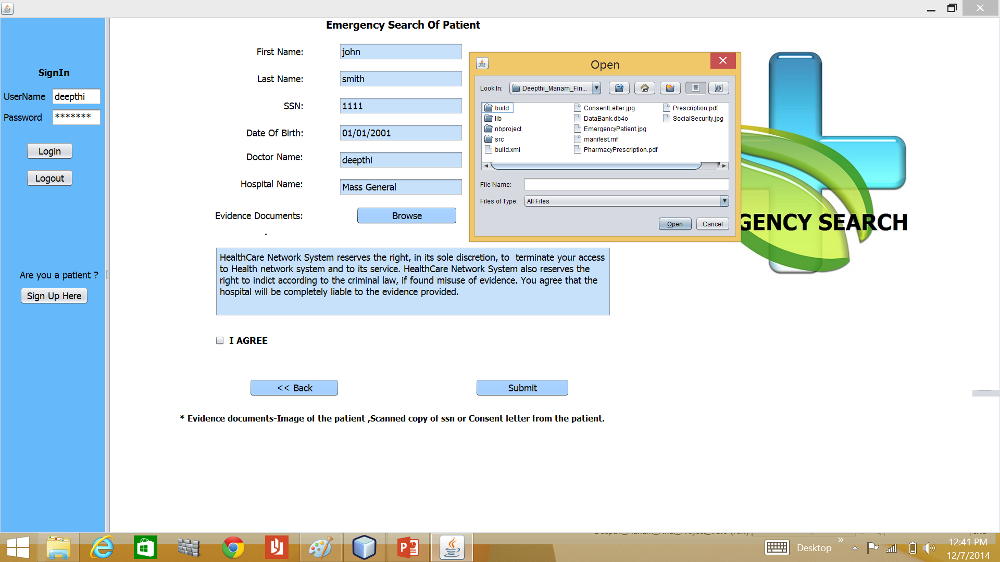 Emergency Search Of Patient
SignIn
UserName deepthi
Password *******
Login
Logout
Are you a patient ?
Sign Up Here
First Name: john
Last Name: smith
SSN: 1111
Date Of Birth: 01/01/2001
Doctor Name: deepthi
Hospital Name: Mass General
Evidence Documents: Browse
.
Open
Look In: Deepthi_Manam_Fin...
build ConsentLetter.jpg Prescription.pdf
lib DataBank.db4o SocialSecurity.jpg
nbproject EmergencyPatient.jpg
src manifest.mf
build.xml PharmacyPrescription.pdf
File Name:
Files of Type: All Files
Open Cancel
GENCY SEARCH
HealthCare Network System reserves the right, in its sole discretion, to  terminate your access
to Health network system and to its service. HealthCare Network System also reserves the
right to indict according to the criminal law, if found misuse of evidence. You agree that the
hospital will be completely liable to the evidence provided.
I AGREE
<< Back Submit
* Evidence documents-Image of the patient ,Scanned copy of ssn or Consent letter from the patient.
Desktop
12:41 PM
12/7/2014